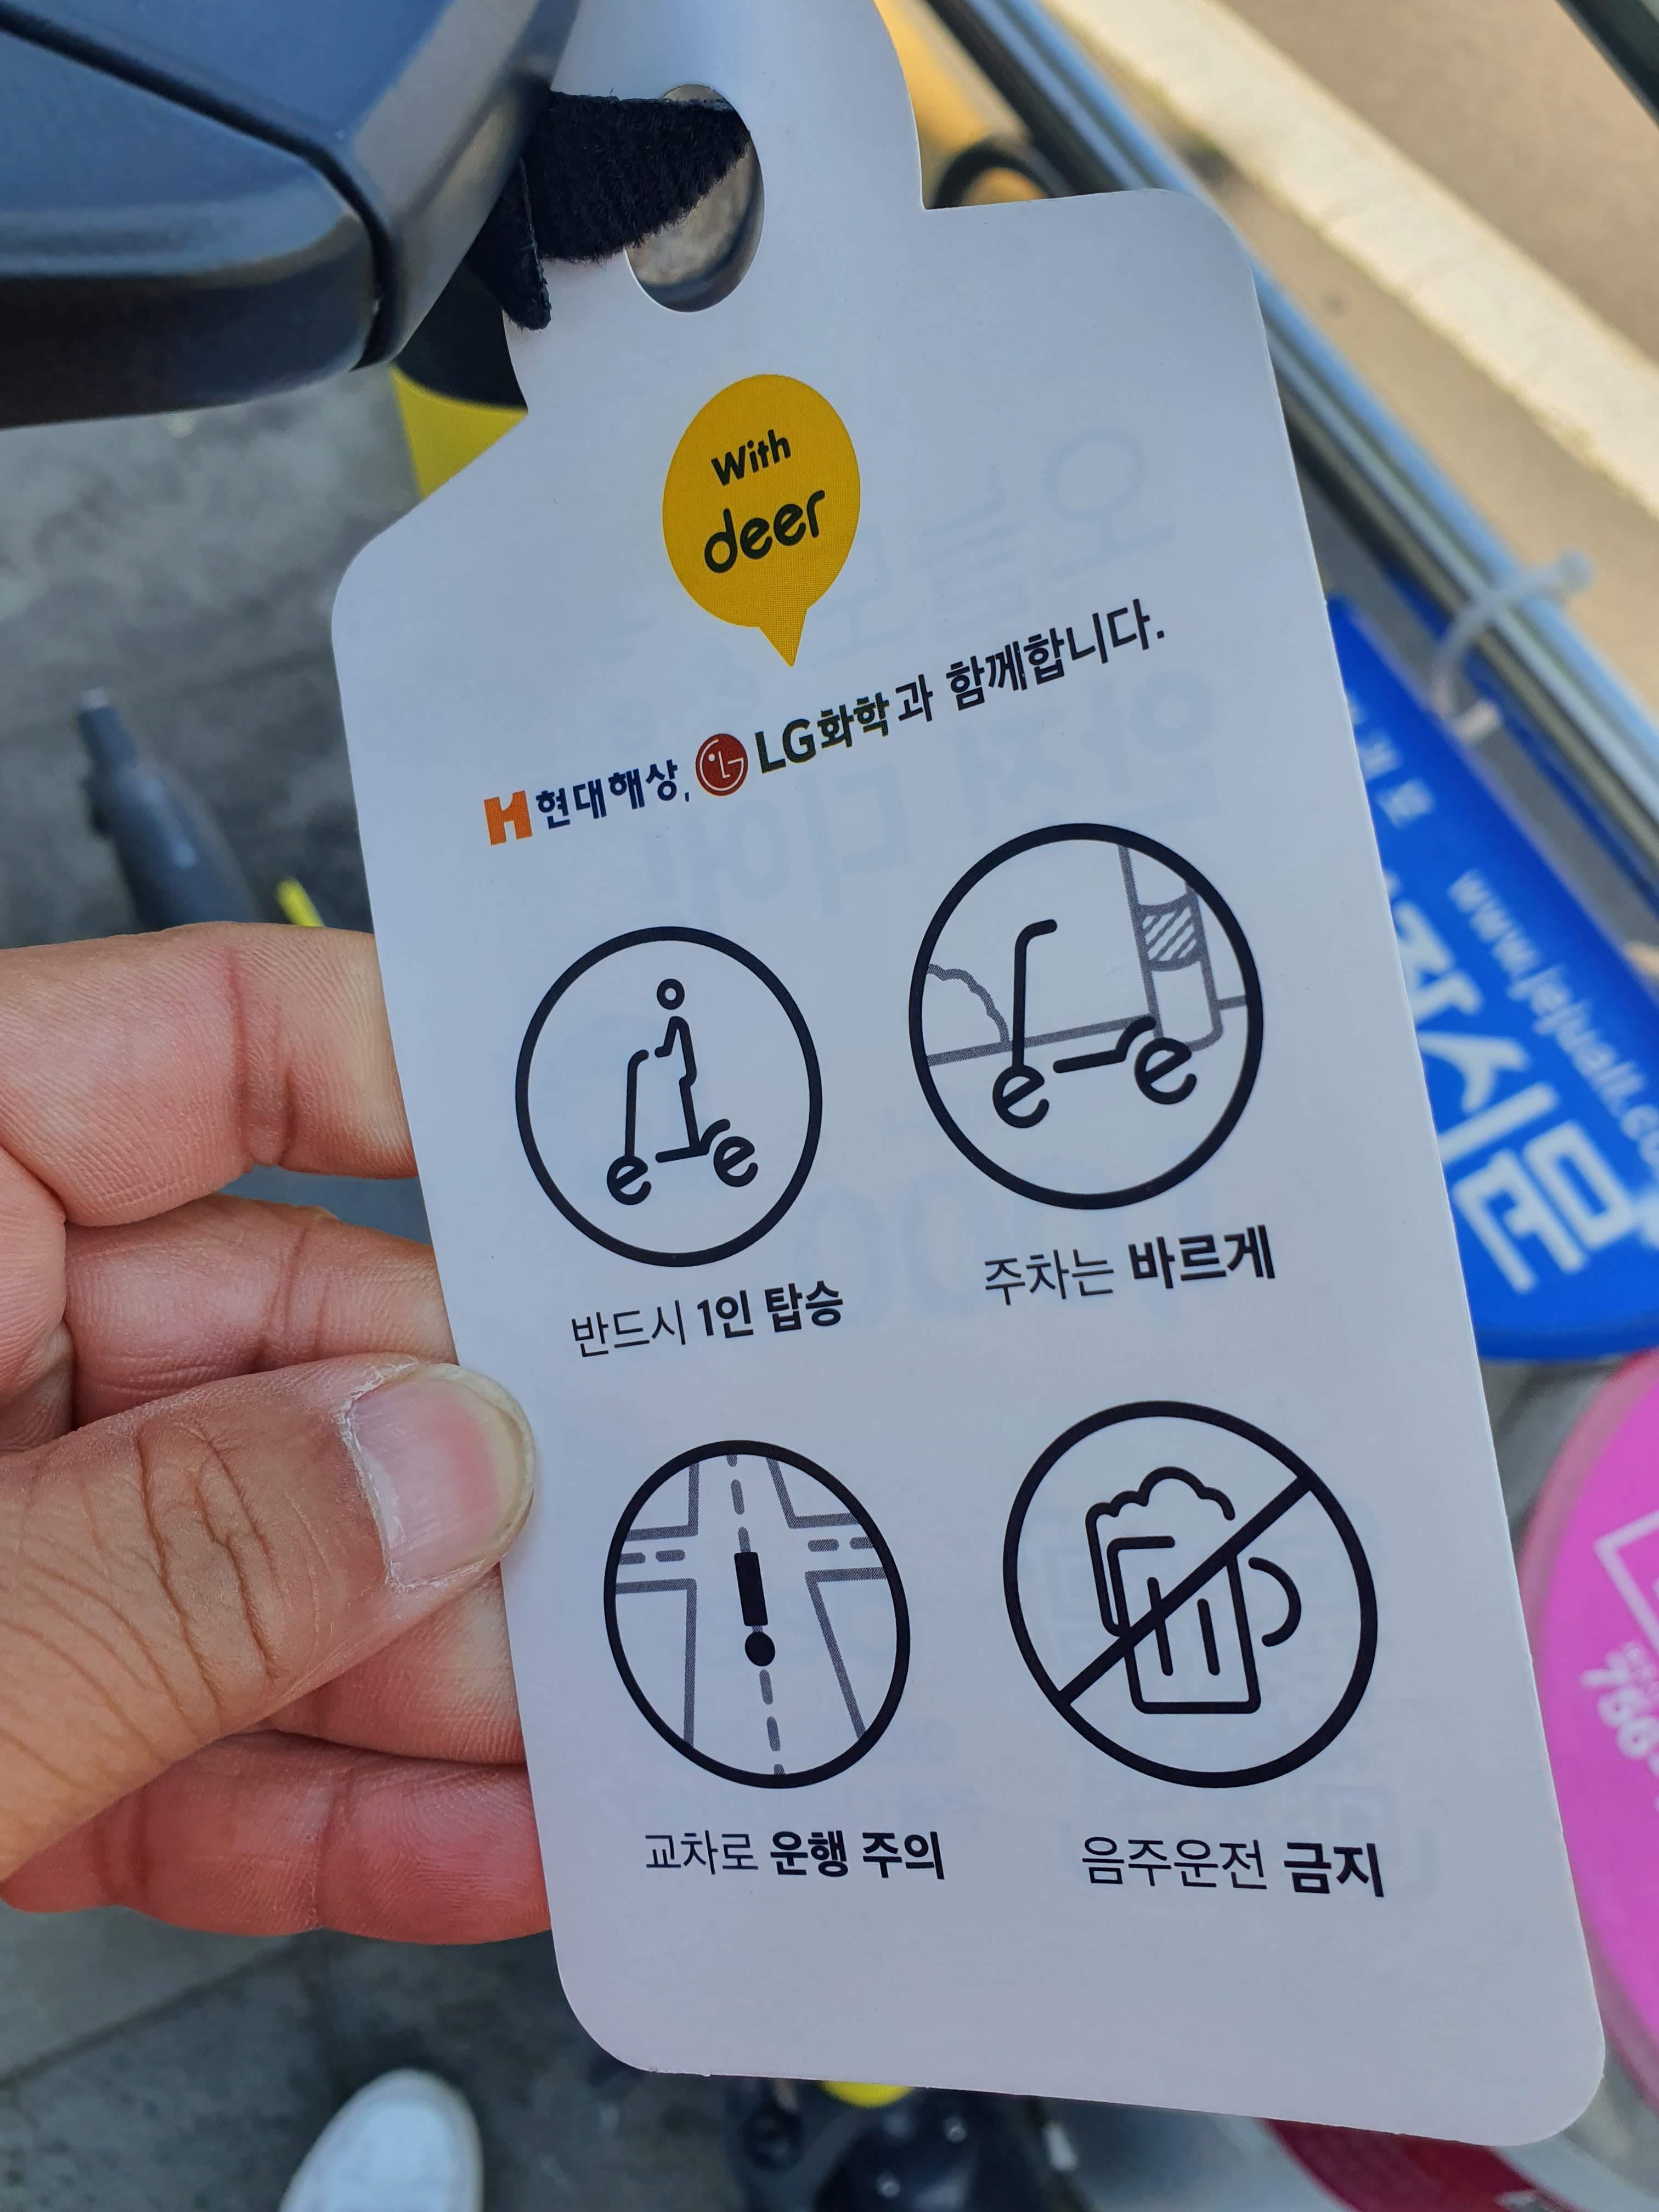 With
deer
H현대해상, LG LG화학과 함께합니다.
반드시 1인 탑승
주차는 바르게
교차로 운행 주의
음주운전 금지